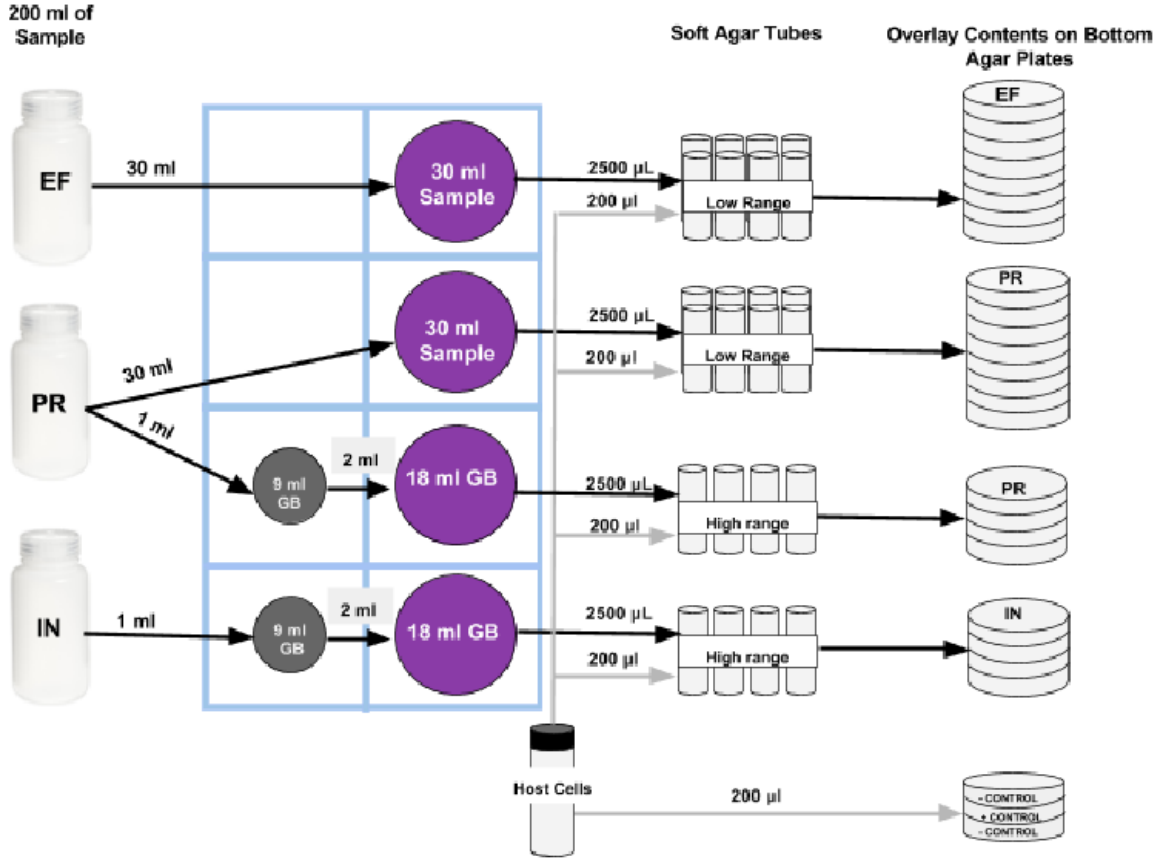 200 ml of
Sample
Soft Agar Tubes
Overlay Contents on Bottom
Agar Plates
EF
30 ml
30 ml
Sample
2500 µL
200 µl
Low Range
EF
PR
30 ml
1 ml
30 ml
Sample
2500 µL
200 µl
Low Range
PR
9 ml
GB
2 ml
18 ml GB
2500 µL
200 µl
High range
PR
IN
1 ml
9 ml
GB
2 ml
18 ml GB
2500 µL
200 µl
High range
IN
Host Cells
200 µl
- CONTROL
+ CONTROL
- CONTROL